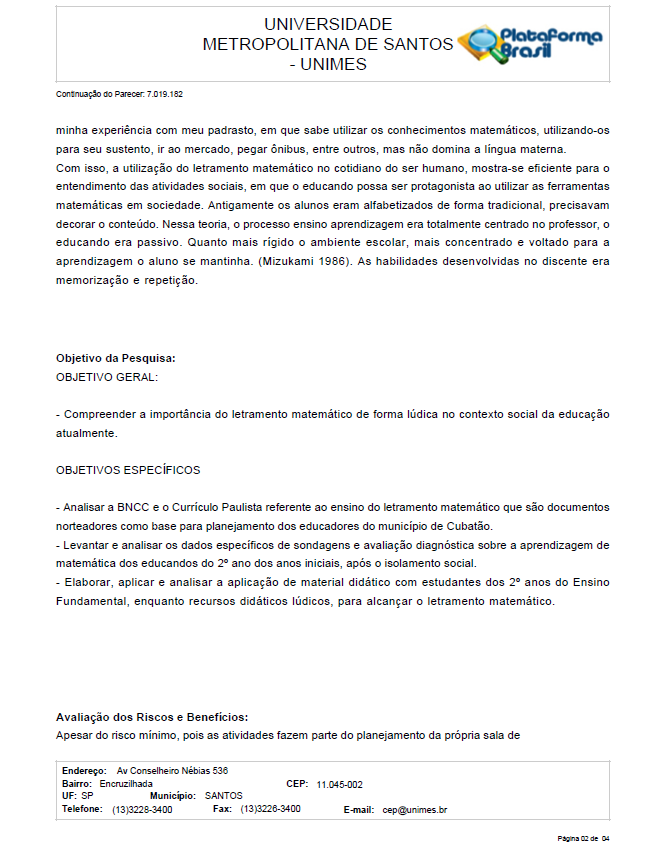 UNIVERSIDADE
METROPOLITANA DE SANTOS
- UNIMES
Plataforma
Brasil
Continuação do Parecer: 7.019.182
minha experiência com meu padrasto, em que sabe utilizar os conhecimentos matemáticos, utilizando-os
para seu sustento, ir ao mercado, pegar ônibus, entre outros, mas não domina a língua materna.
Com isso, a utilização do letramento matemático no cotidiano do ser humano, mostra-se eficiente para o
entendimento das atividades sociais, em que o educando possa ser protagonista ao utilizar as ferramentas
matemáticas em sociedade. Antigamente os alunos eram alfabetizados de forma tradicional, precisavam
decorar o conteúdo. Nessa teoria, o processo ensino aprendizagem era totalmente centrado no professor, o
educando era passivo. Quanto mais rígido o ambiente escolar, mais concentrado e voltado para a
aprendizagem o aluno se mantinha. (Mizukami 1986). As habilidades desenvolvidas no discente era
memorização e repetição.
Objetivo da Pesquisa:
OBJETIVO GERAL:
- Compreender a importância do letramento matemático de forma lúdica no contexto social da educação
atualmente.
OBJETIVOS ESPECÍFICOS
- Analisar a BNCC e o Currículo Paulista referente ao ensino do letramento matemático que são documentos
norteadores como base para planejamento dos educadores do município de Cubatão.
- Levantar e analisar os dados específicos de sondagens e avaliação diagnóstica sobre a aprendizagem de
matemática dos educandos do 2º ano dos anos iniciais, após o isolamento social.
- Elaborar, aplicar e analisar a aplicação de material didático com estudantes dos 2º anos do Ensino
Fundamental, enquanto recursos didáticos lúdicos, para alcançar o letramento matemático.
Avaliação dos Riscos e Benefícios:
Apesar do risco mínimo, pois as atividades fazem parte do planejamento da própria sala de
Endereço: Av Conselheiro Nébias 536
Bairro: Encruzilhada CEP: 11.045-002
UF: SP Município: SANTOS
Telefone: (13)3228-3400 Fax: (13)3226-3400 E-mail: cep@unimes.br
Página 02 de 04